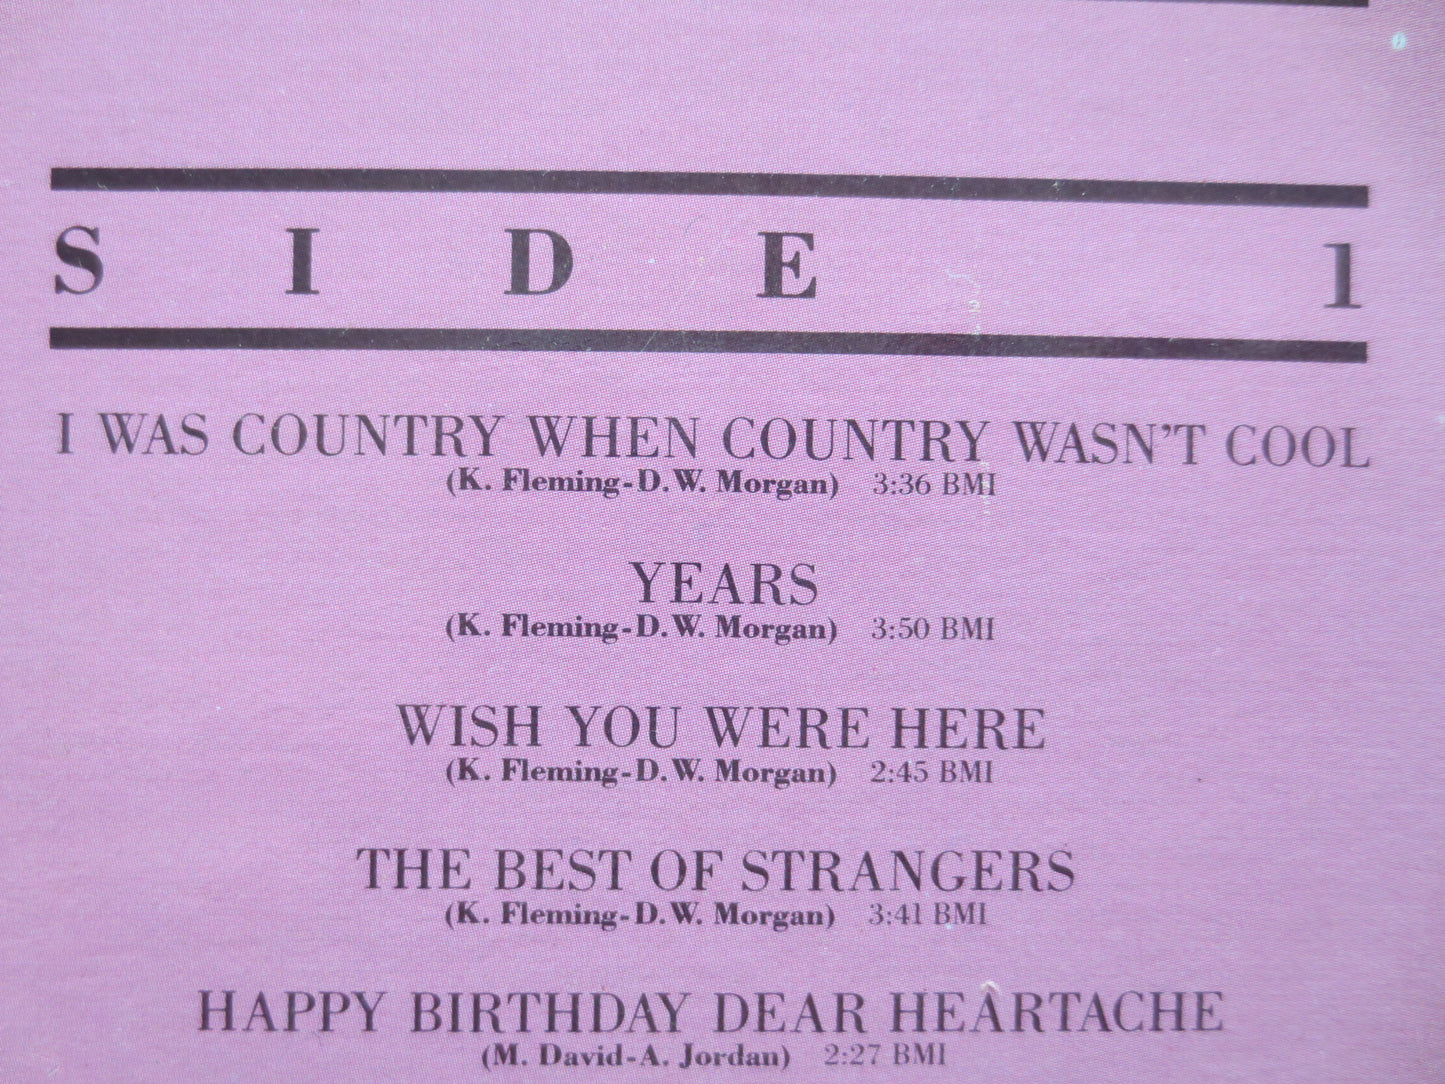 SIDE 1
I WAS COUNTRY WHEN COUNTRY WASN'T COOL
(K. Fleming-D.W. Morgan) 3:36 BMI
YEARS
(K. Fleming-D.W. Morgan) 3:50 BMI
WISH YOU WERE HERE
(K. Fleming-D.W. Morgan) 2:45 BMI
THE BEST OF STRANGERS
(K. Fleming-D.W. Morgan) 3:41 BMI
HAPPY BIRTHDAY DEAR HEARTACHE
(M. David-A. Jordan) 2:27 BMI